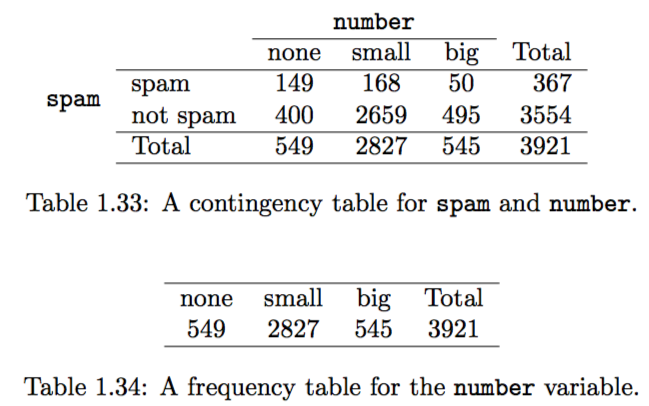 number
none small big Total
spam
spam 149 168 50 367
not spam 400 2659 495 3554
Total 549 2827 545 3921
Table 1.33: A contingency table for spam and number.
none small big Total
549 2827 545 3921
Table 1.34: A frequency table for the number variable.